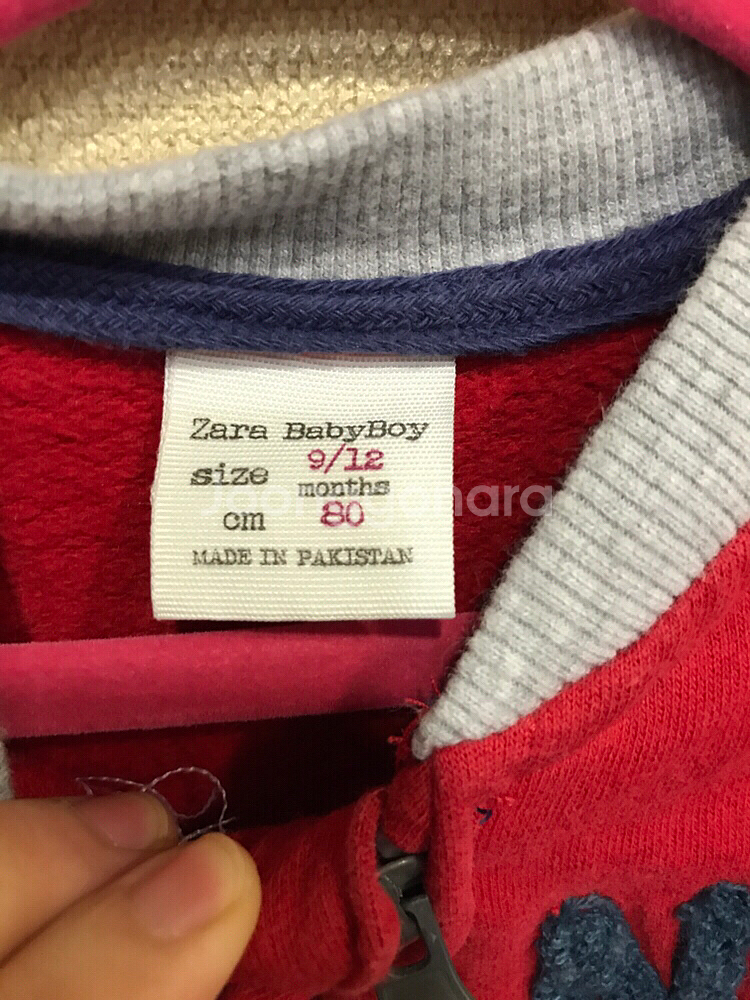 Zara BabyBoy
size 9/12
months
cm 80
MADE IN PAKISTAN